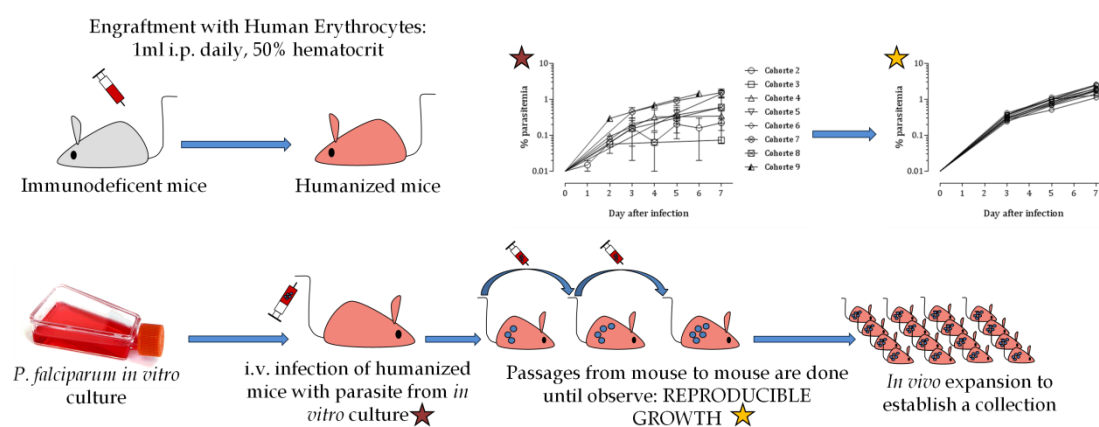 Engraftment with Human Erythrocytes:
1ml i.p. daily, 50% hematocrit
Immunodeficent mice
Humanized mice
% parasitemia
10
1
0.1
0.01
0 1 2 3 4 5 6 7
Day after infection
Cohorte 2
Cohorte 3
Cohorte 4
Cohorte 5
Cohorte 6
Cohorte 7
Cohorte 8
Cohorte 9
% parasitemia
10
1
0.1
0.01
0 1 2 3 4 5 6 7
Day after infection
P. falciparum in vitro
culture
i.v. infection of humanized
mice with parasite from in
vitro culture
Passages from mouse to mouse are done
until observe: REPRODUCIBLE
GROWTH
In vivo expansion to
establish a collection